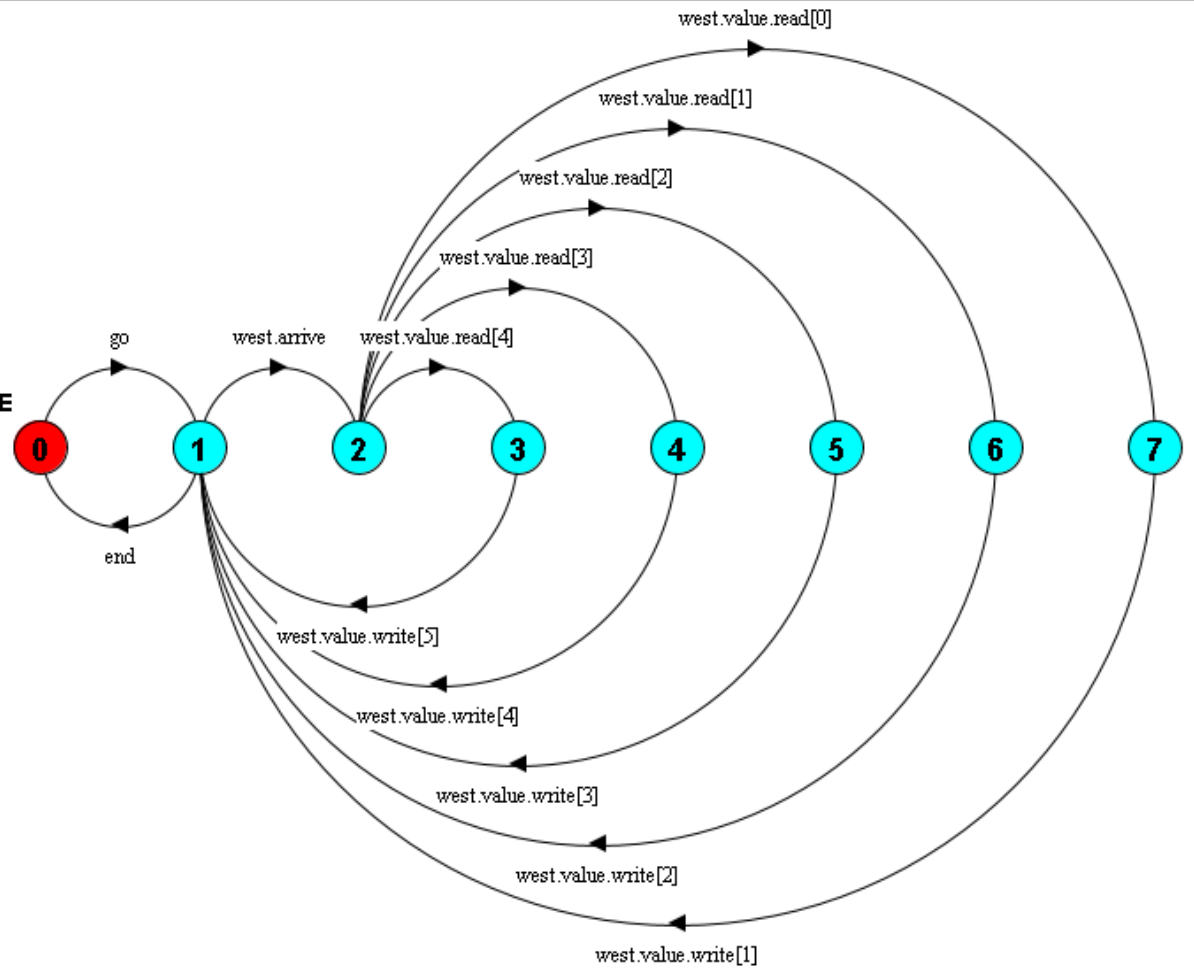 west.value.read[0]
west.value.read[1]
west.value.read[2]
west.value.read[3]
go
west.arrive
west.value.read[4]
E
0
1
2
3
4
5
6
7
end
west.value.write[5]
west.value.write[4]
west.value.write[3]
west.value.write[2]
west.value.write[1]